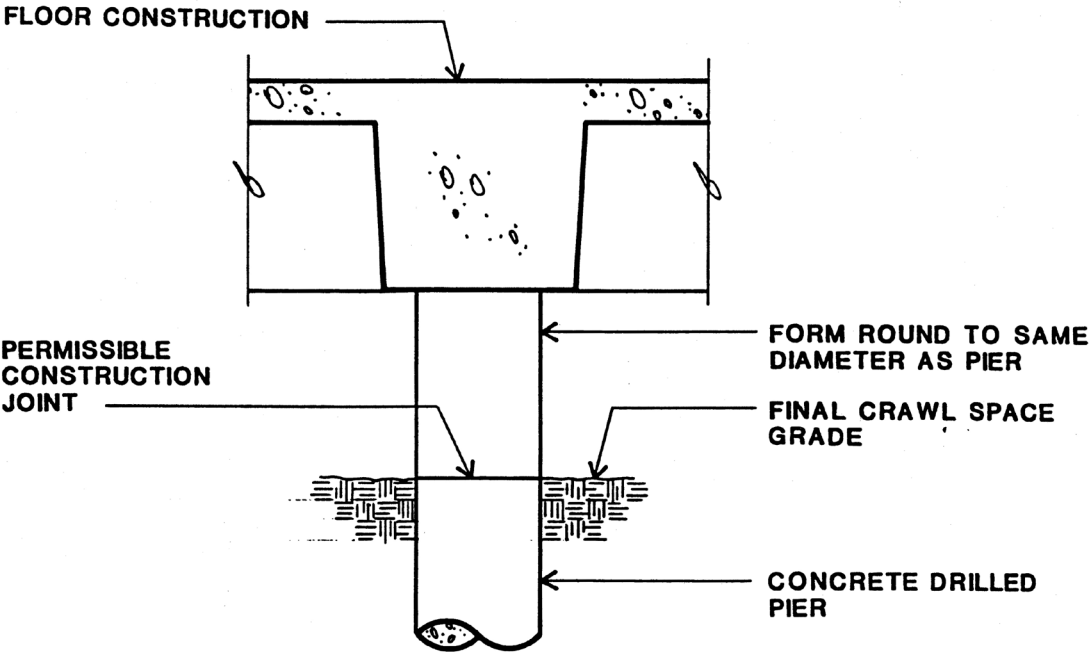 FLOOR CONSTRUCTION
PERMISSIBLE
CONSTRUCTION
JOINT
FORM ROUND TO SAME
DIAMETER AS PIER
FINAL CRAWL SPACE
GRADE
CONCRETE DRILLED
PIER